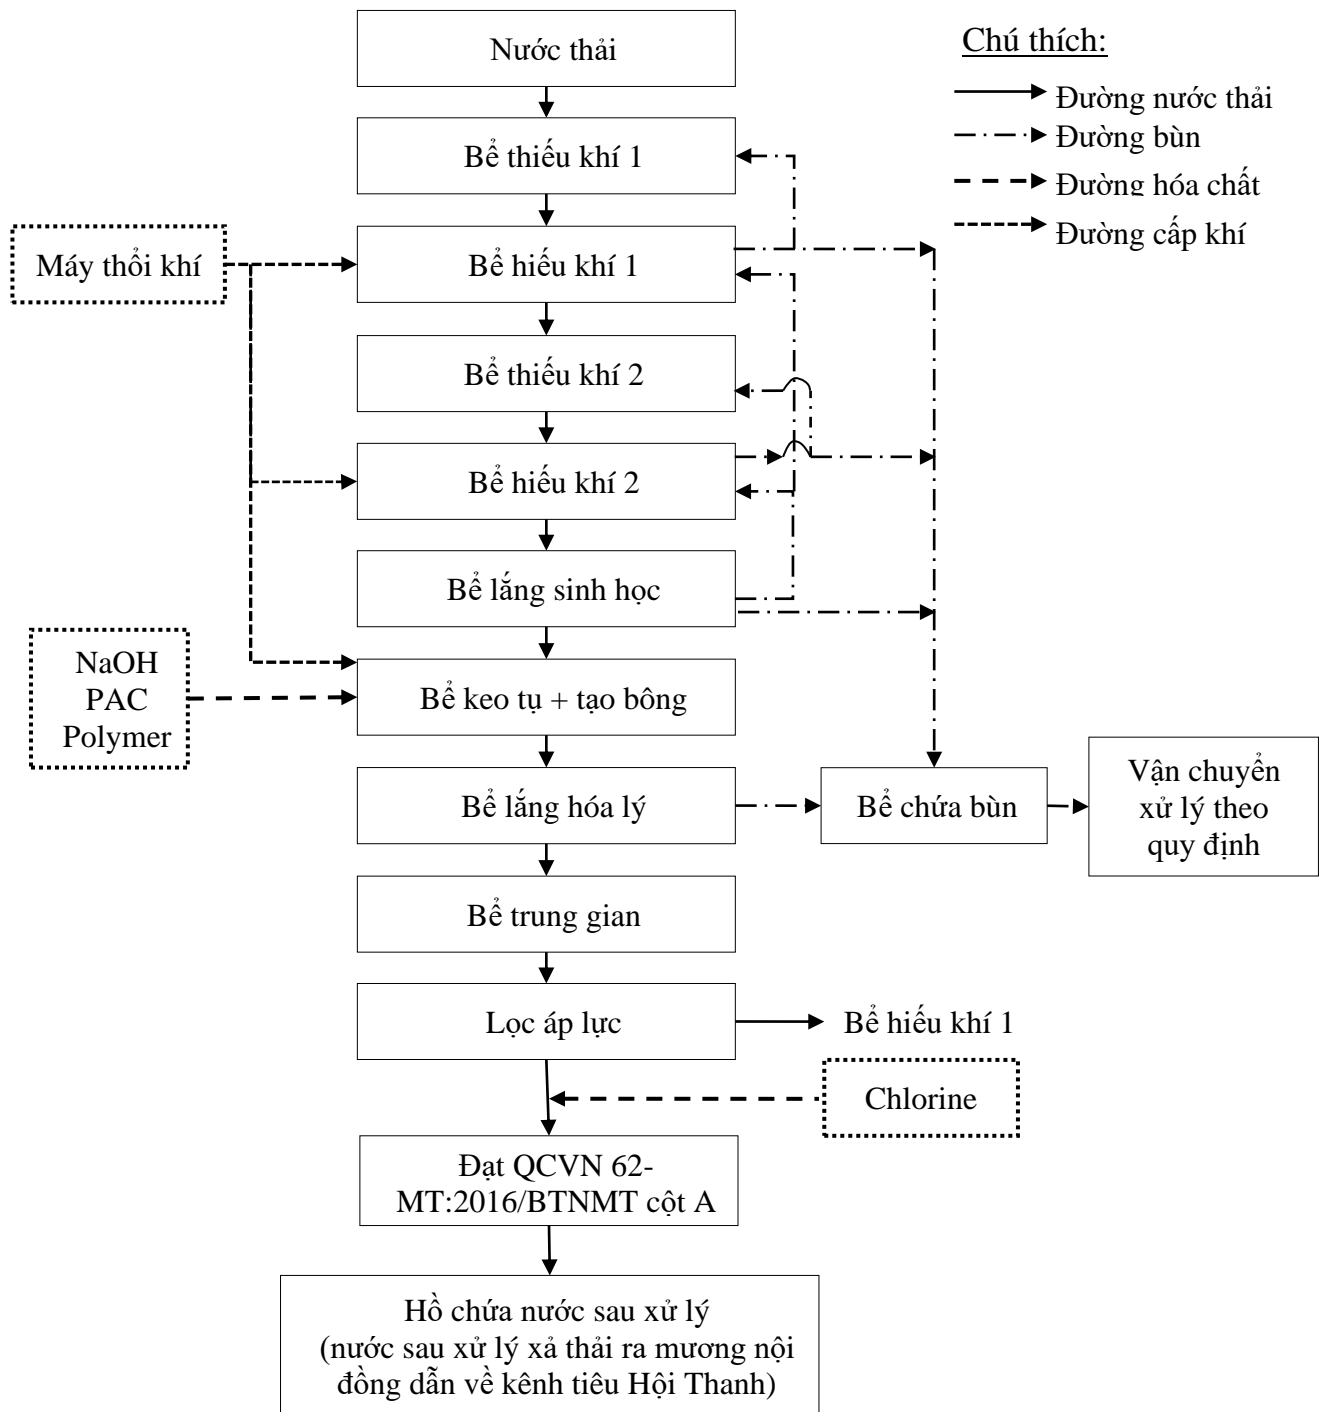 Nước thải
Chú thích:
Đường nước thải
Đường bùn
Đường hóa chất
Đường cấp khí
Bể thiếu khí 1
Máy thổi khí
Bể hiếu khí 1
Bể thiếu khí 2
Bể hiếu khí 2
Bể lắng sinh học
NaOH
PAC
Polymer
Bể keo tụ + tạo bông
Bể lắng hóa lý
Bể chứa bùn
Vận chuyển
xử lý theo
quy định
Bể trung gian
Lọc áp lực
Bể hiếu khí 1
Chlorine
Đạt QCVN 62-
MT:2016/BTNMT cột A
Hồ chứa nước sau xử lý
(nước sau xử lý xả thải ra mương nội
đồng dẫn về kênh tiêu Hội Thanh)